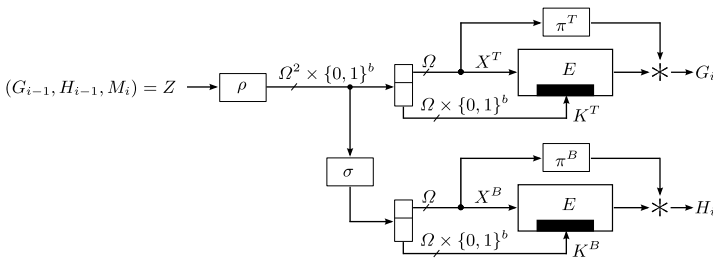 π^T
Ω X^T E
(G_{i−1}, H_{i−1}, M_i) = Z ρ Ω^2 × {0, 1}^b * G_i
Ω × {0, 1}^b K^T
σ π^B
Ω X^B E * H_i
Ω × {0, 1}^b K^B